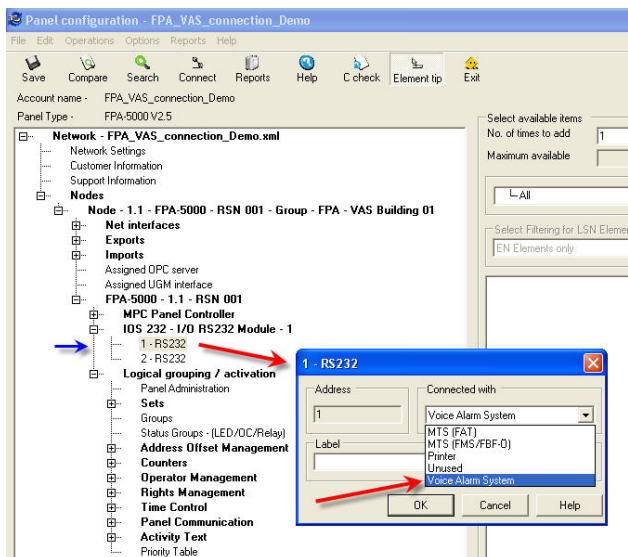 Panel configuration - FPA_VAS_connection_Demo
File Edit Operations Options Reports Help
Save Compare Search Connect Reports Help C check Element tip Exit
Account name - FPA_VAS_connection_Demo
Panel Type - FPA-5000 V2.5
Network - FPA_VAS_connection_Demo.xml
Network Settings
Customer Information
Support Information
Nodes
Node - 1.1 - FPA-5000 - RSN 001 - Group - FPA - VAS Building 01
Net interfaces
Exports
Imports
Assigned OPC server
Assigned UGM interface
FPA-5000 - 1.1 - RSN 001
MPC Panel Controller
IOS 232 - I/O RS232 Module - 1
1 - RS232
2 - RS232
Logical grouping / activation
Panel Administration
Sets
Groups
Status Groups - (LED/OC/Relay)
Address Offset Management
Counters
Operator Management
Rights Management
Time Control
Panel Communication
Activity Text
Priority Table
Select available items
No. of times to add 1
Maximum available
All
Select Filtering for LSN Eleme
EN Elements only
1 - RS232
Address
1
Connected with
Voice Alarm System
MTS (FAT)
MTS (FMS/FBF-O)
Printer
Unused
Voice Alarm System
Label
OK Cancel Help